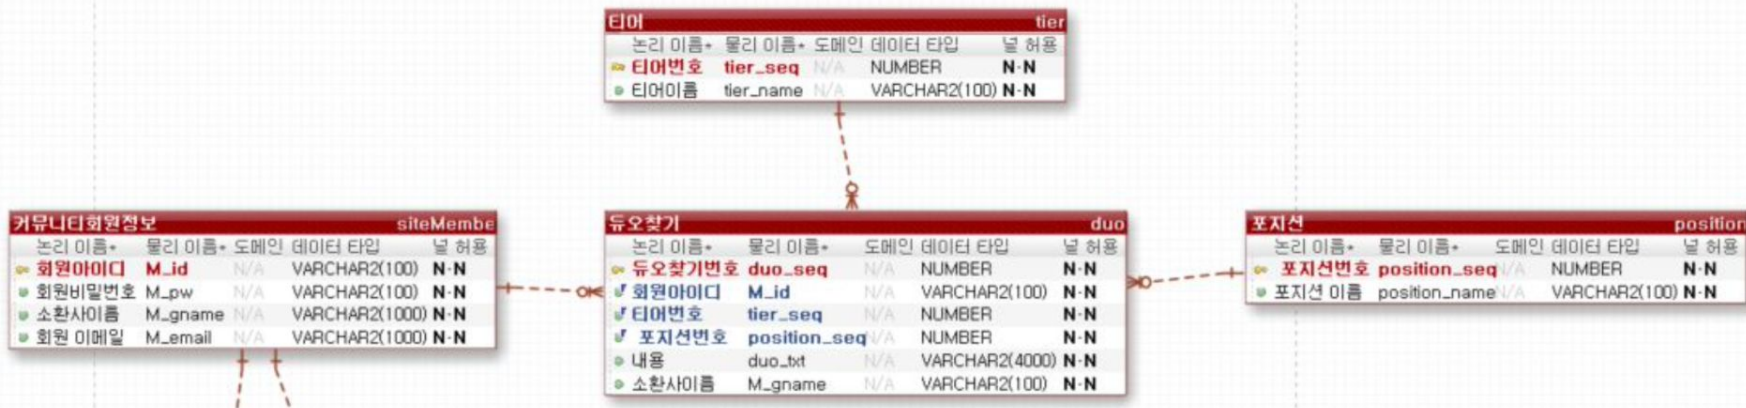 티어 tier
논리 이름* 물리 이름* 도메인 데이터 타입 널 허용
티어번호 tier_seq N/A NUMBER N-N
티어이름 tier_name N/A VARCHAR2(100) N-N
커뮤니티회원정보 siteMembe
논리 이름* 물리 이름* 도메인 데이터 타입 널 허용
회원아이디 M_id N/A VARCHAR2(100) N-N
회원비밀번호 M_pw N/A VARCHAR2(100) N-N
소환사이름 M_gname N/A VARCHAR2(1000) N-N
회원 이메일 M_email N/A VARCHAR2(1000) N-N
듀오찾기 duo
논리 이름* 물리 이름* 도메인 데이터 타입 널 허용
듀오찾기번호 duo_seq N/A NUMBER N-N
회원아이디 M_id N/A VARCHAR2(100) N-N
티어번호 tier_seq N/A NUMBER N-N
포지션번호 position_seq N/A NUMBER N-N
내용 duo_txt N/A VARCHAR2(4000) N-N
소환사이름 M_gname N/A VARCHAR2(100) N-N
포지션 position
논리 이름* 물리 이름* 도메인 데이터 타입 널 허용
포지션번호 position_seq N/A NUMBER N-N
포지션 이름 position_name N/A VARCHAR2(100) N-N